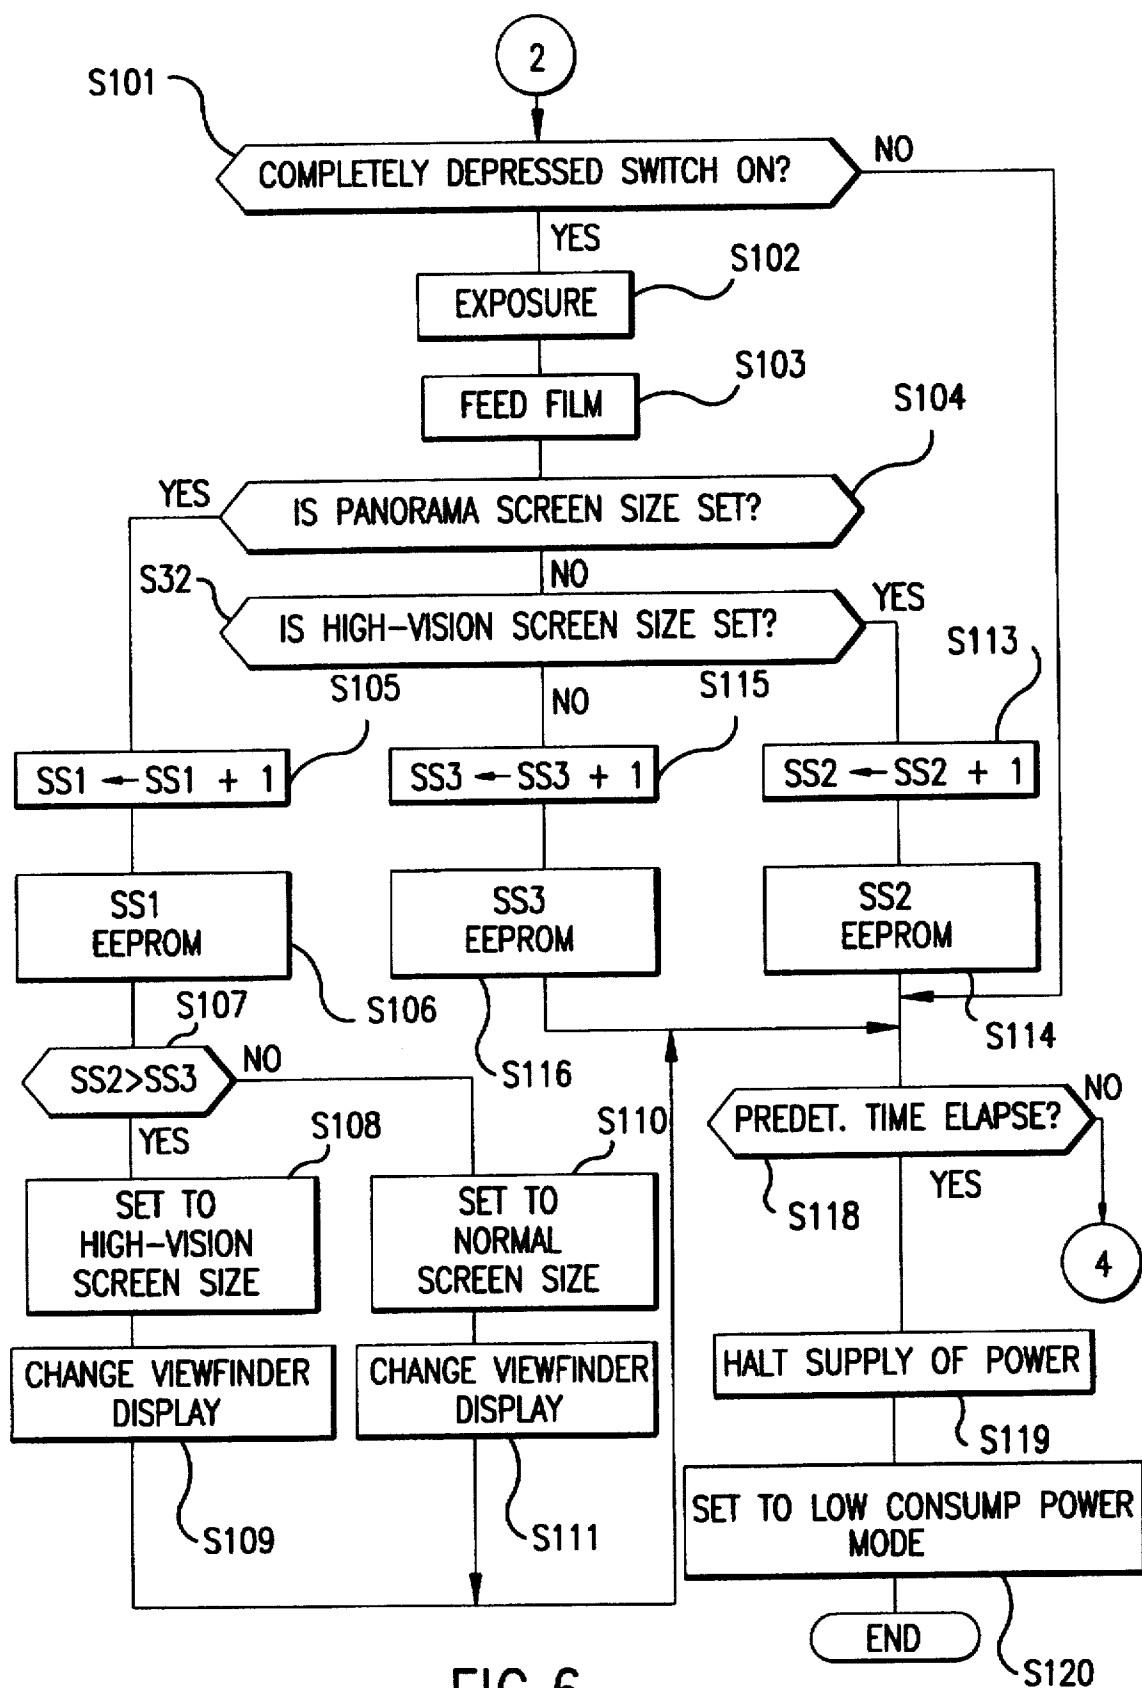 2
S101
COMPLETELY DEPRESSED SWITCH ON?
NO
YES
S102
EXPOSURE
S103
FEED FILM
S104
YES
IS PANORAMA SCREEN SIZE SET?
NO
S32
YES
IS HIGH-VISION SCREEN SIZE SET?
S113
S105
NO
S115
SS1 ← SS1 + 1
SS3 ← SS3 + 1
SS2 ← SS2 + 1
SS1
EEPROM
SS3
EEPROM
SS2
EEPROM
S106
S107
S114
S116
SS2>SS3
NO
YES
PREDET. TIME ELAPSE?
NO
S108
S110
YES
S118
SET TO
HIGH-VISION
SCREEN SIZE
SET TO
NORMAL
SCREEN SIZE
4
CHANGE VIEWFINDER
DISPLAY
CHANGE VIEWFINDER
DISPLAY
HALT SUPPLY OF POWER
S119
S109
S111
SET TO LOW CONSUMP POWER
MODE
END
S120
FIG. 6